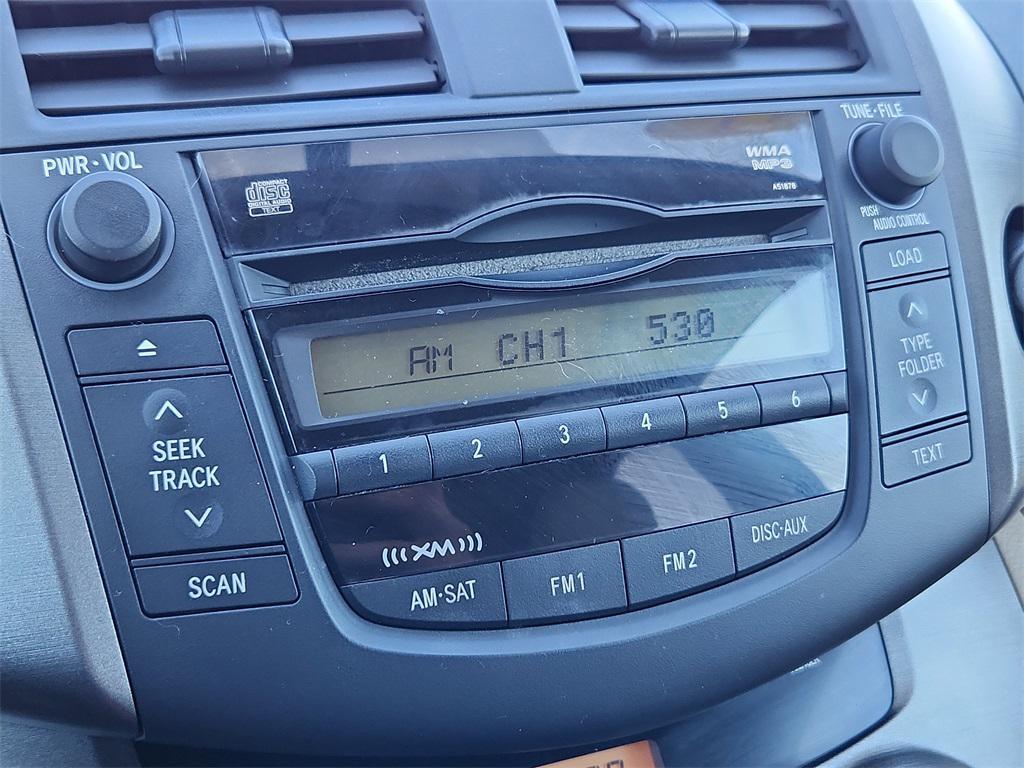 PWR·VOL
TUNE·FILE
COMPACT
disc
DIGITAL AUDIO
TEXT
WMA
MP3
A51878
PUSH
AUDIO CONTROL
LOAD
AM CH1 530
TYPE
FOLDER
SEEK
TRACK
1 2 3 4 5 6
TEXT
XM
SCAN
AM·SAT FM1 FM2 DISC·AUX